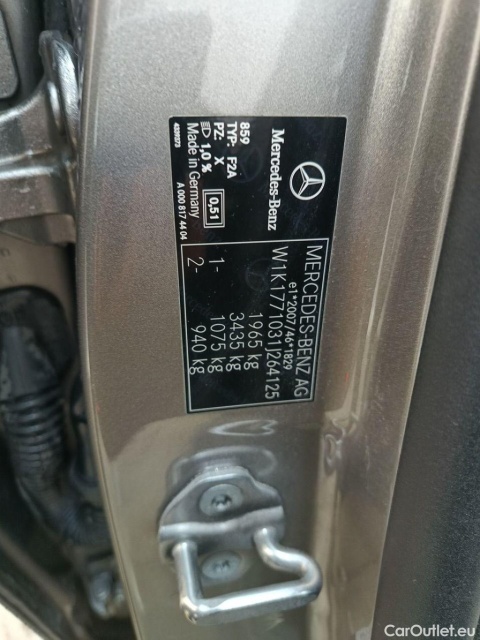 MERCEDES-BENZ AG
e1*2007/46*1829
W1K1771031J264125
1965 kg
3435 kg
1- 1075 kg
2- 940 kg
Mercedes-Benz
859
TYP: F2A
PZ: X
1,0 %
0,51
Made in Germany
4339373 A 000 817 44 04
CarOutlet.eu